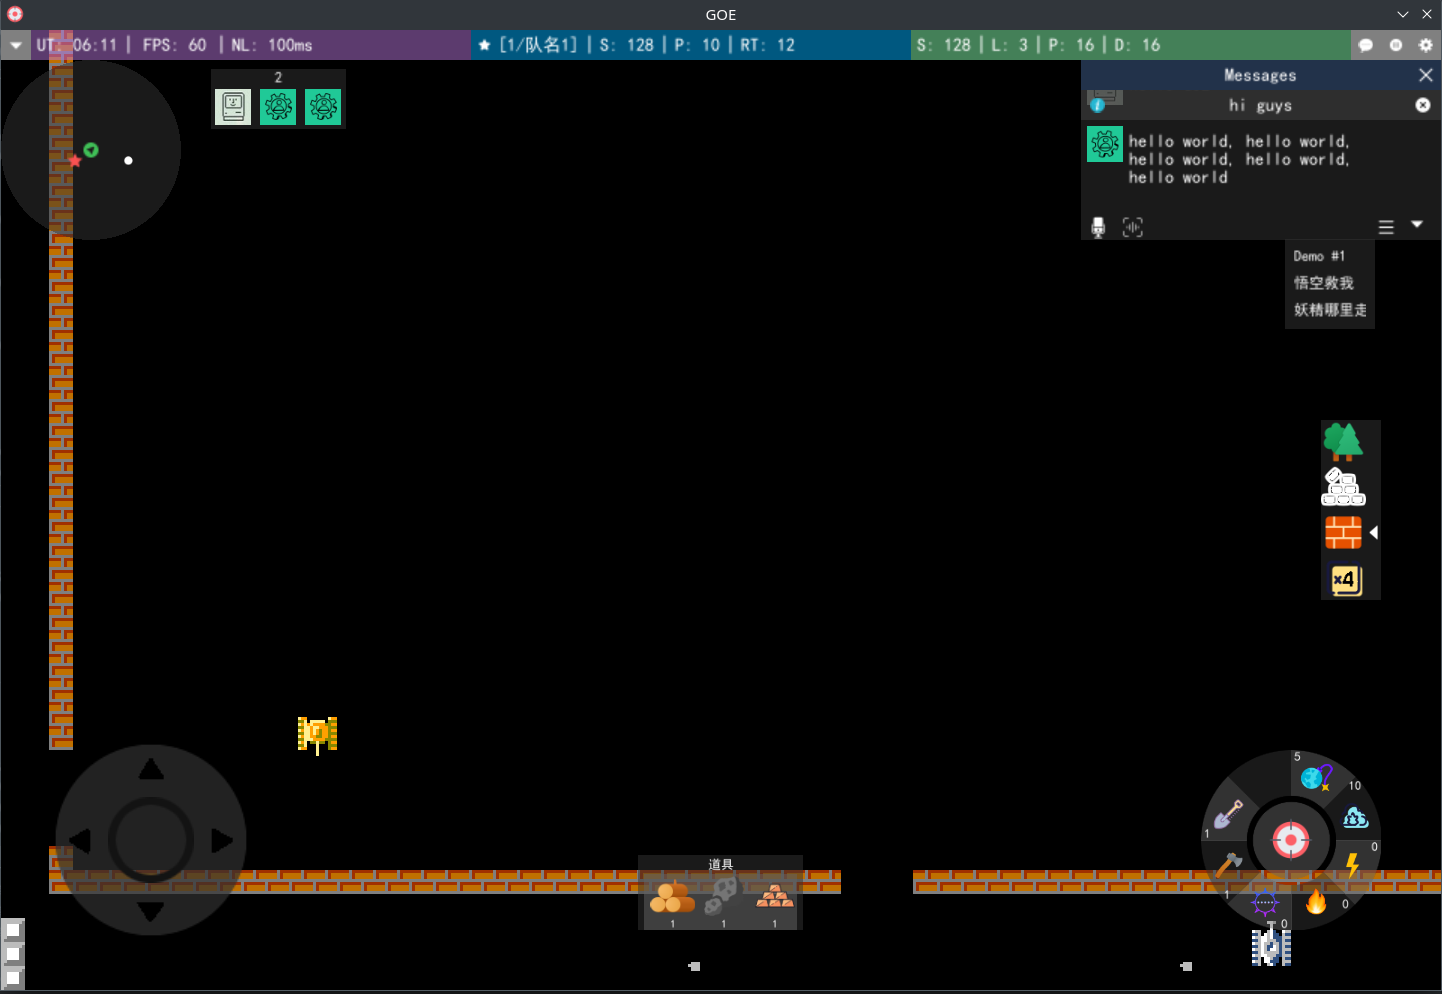 GOE
UT: 06:11 | FPS: 60 | NL: 100ms
★ [1/队名1] | S: 128 | P: 10 | RT: 12
S: 128 | L: 3 | P: 16 | D: 16
2
Messages
hi guys
hello world, hello world,
hello world, hello world,
hello world
Demo #1
悟空救我
妖精哪里走
x4
5
10
1
0
1
0
0
道具
1 1 1